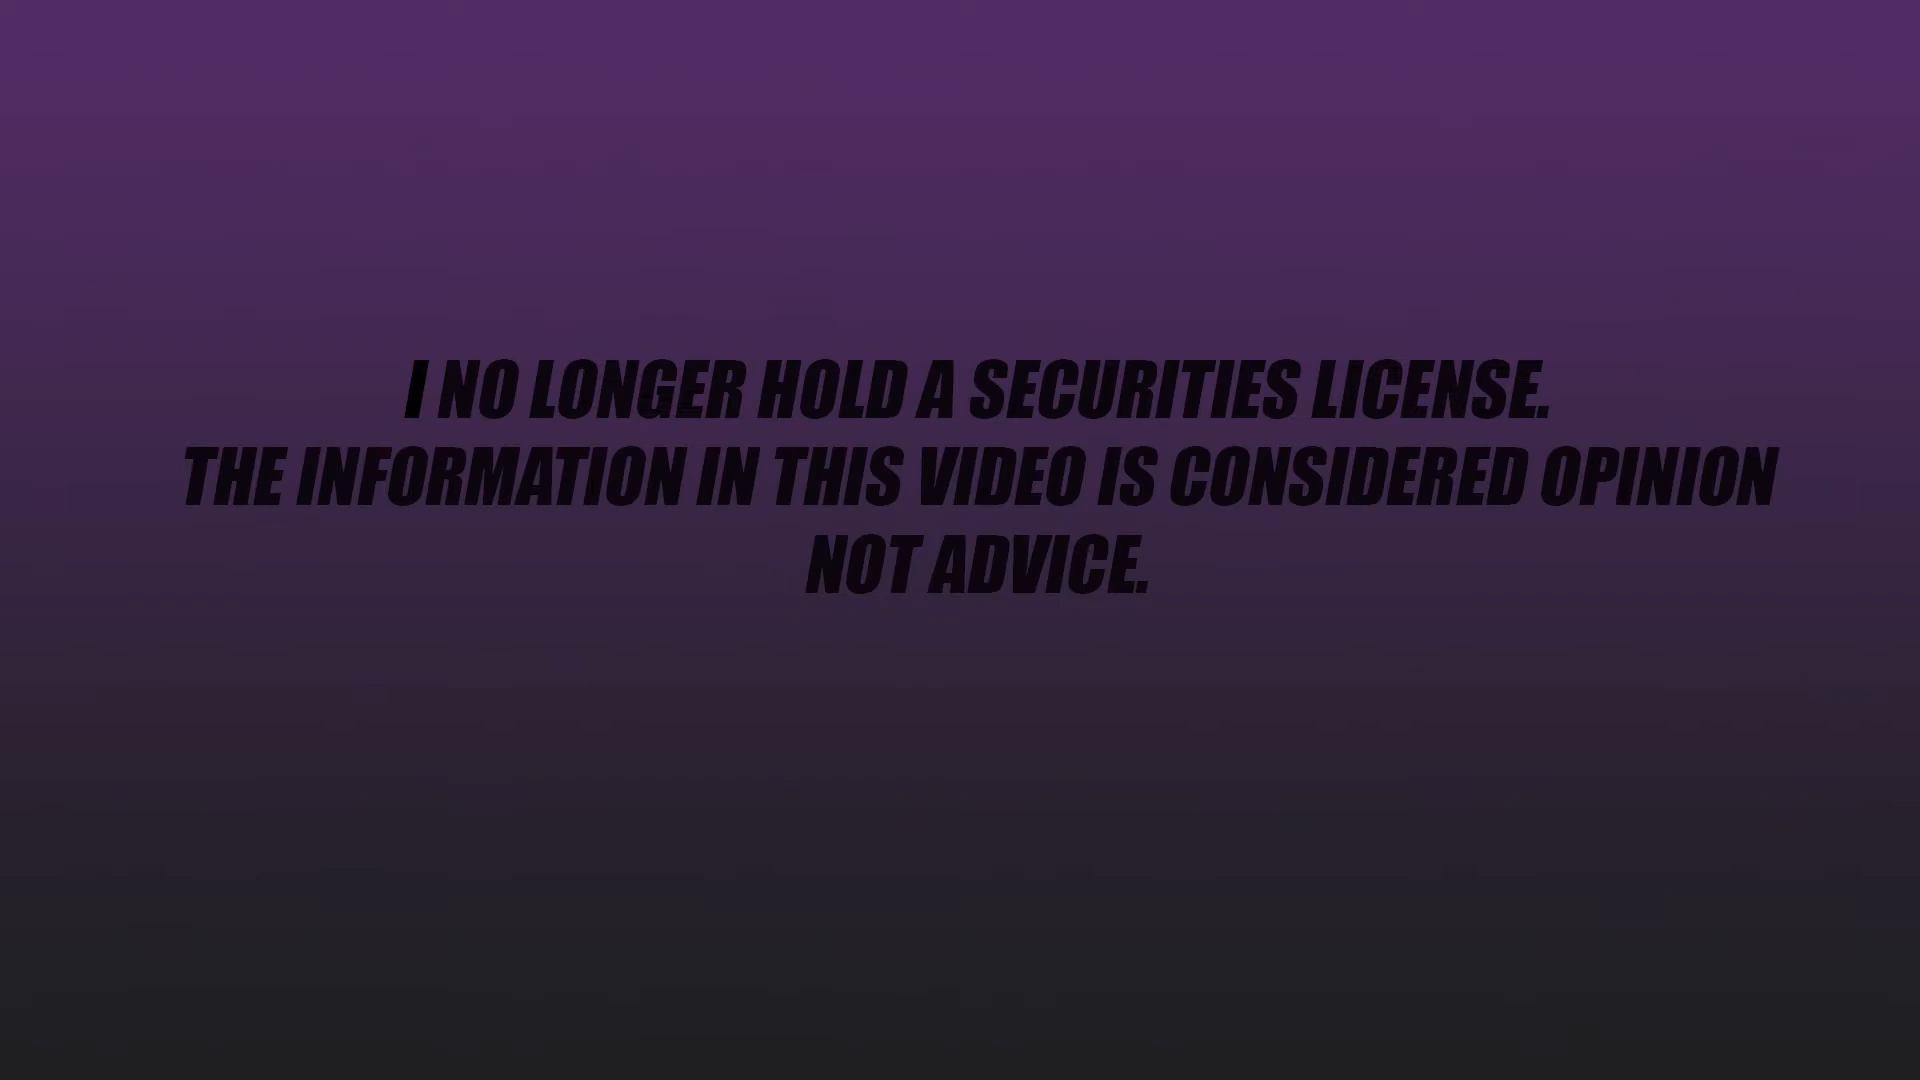 I NO LONGER HOLD A SECURITIES LICENSE.
THE INFORMATION IN THIS VIDEO IS CONSIDERED OPINION
NOT ADVICE.